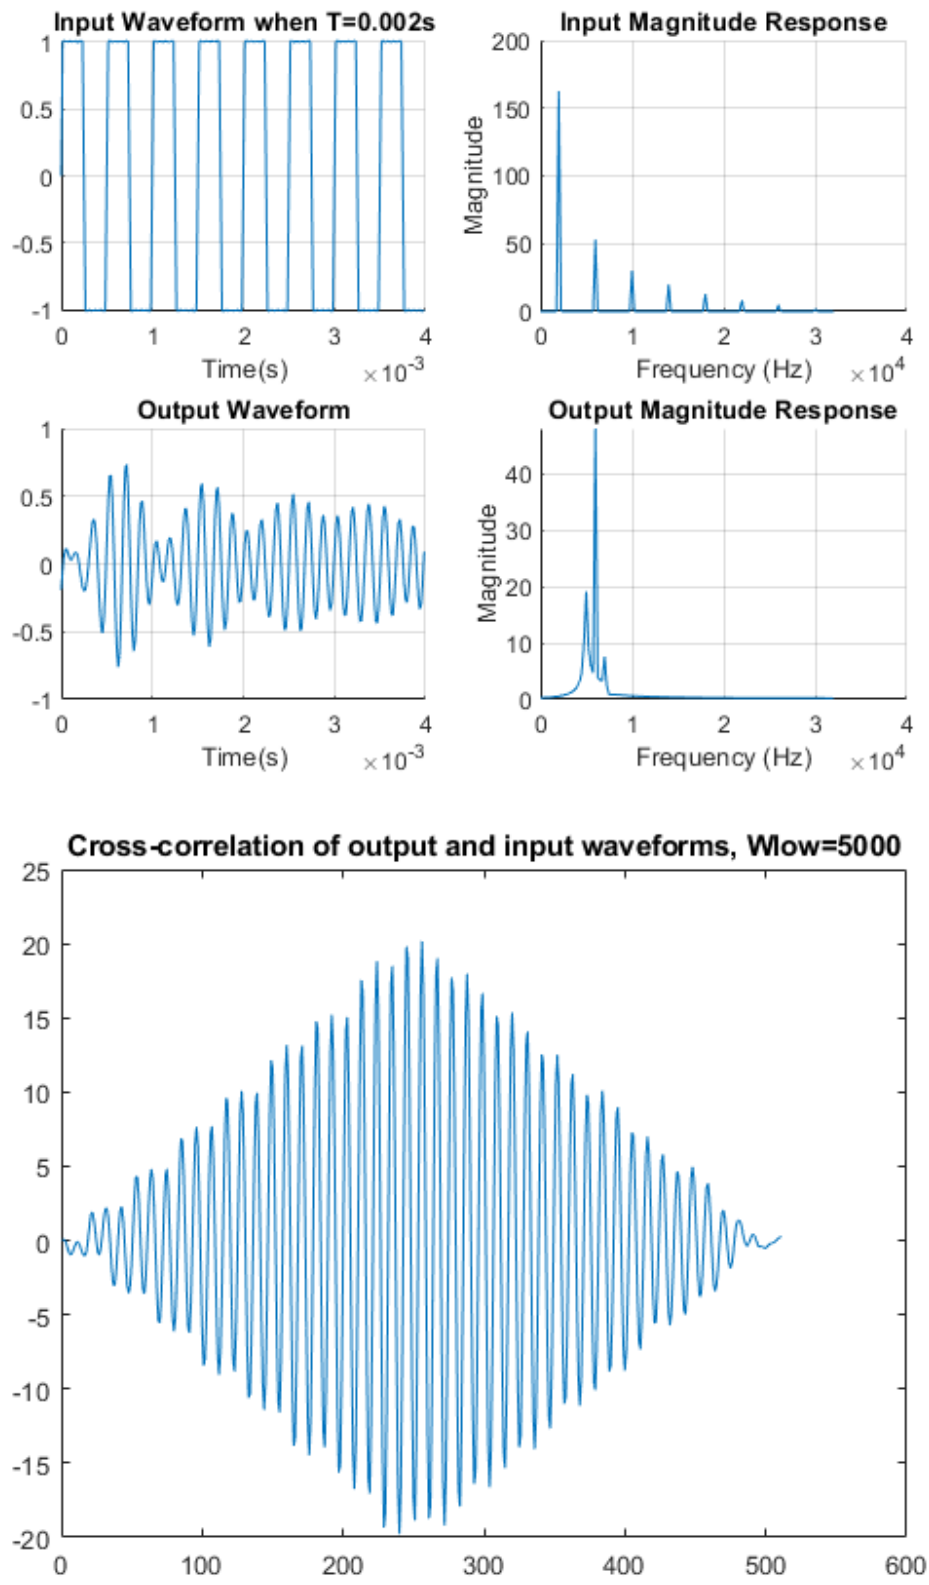 Input Waveform when T=0.002s
1
0.5
0
-0.5
-1
0 1 2 3 4
Time(s) ×10-3
Input Magnitude Response
200
150
100
50
0
Magnitude
0 1 2 3 4
Frequency (Hz) ×104
Output Waveform
1
0.5
0
-0.5
-1
0 1 2 3 4
Time(s) ×10-3
Output Magnitude Response
40
30
20
10
0
Magnitude
0 1 2 3 4
Frequency (Hz) ×104
Cross-correlation of output and input waveforms, Wlow=5000
25
20
15
10
5
0
-5
-10
-15
-20
0 100 200 300 400 500 600